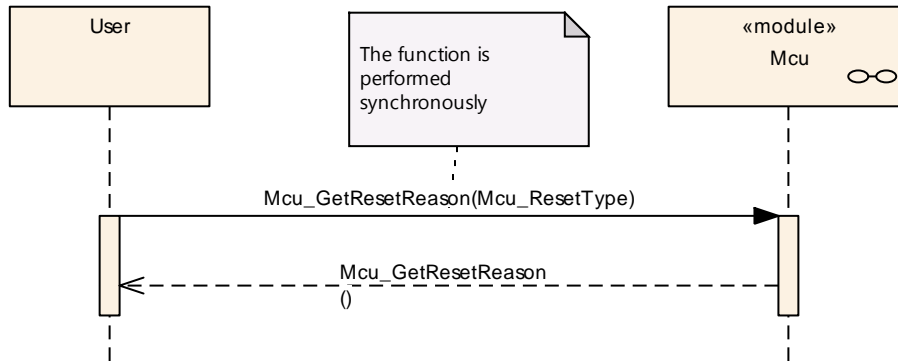 User
The function is
performed
synchronously
«module»
Mcu
Mcu_GetResetReason(Mcu_ResetType)
Mcu_GetResetReason
()